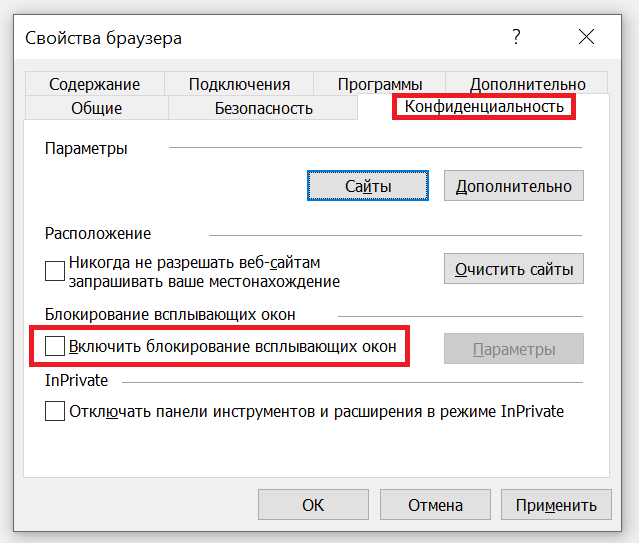 Свойства браузера
?
Содержание Подключения Программы Дополнительно
Общие Безопасность Конфиденциальность
Параметры
Сайты Дополнительно
Расположение
Никогда не разрешать веб-сайтам
запрашивать ваше местонахождение
Очистить сайты
Блокирование всплывающих окон
Включить блокирование всплывающих окон Параметры
InPrivate
Отключать панели инструментов и расширения в режиме InPrivate
ОК Отмена Применить